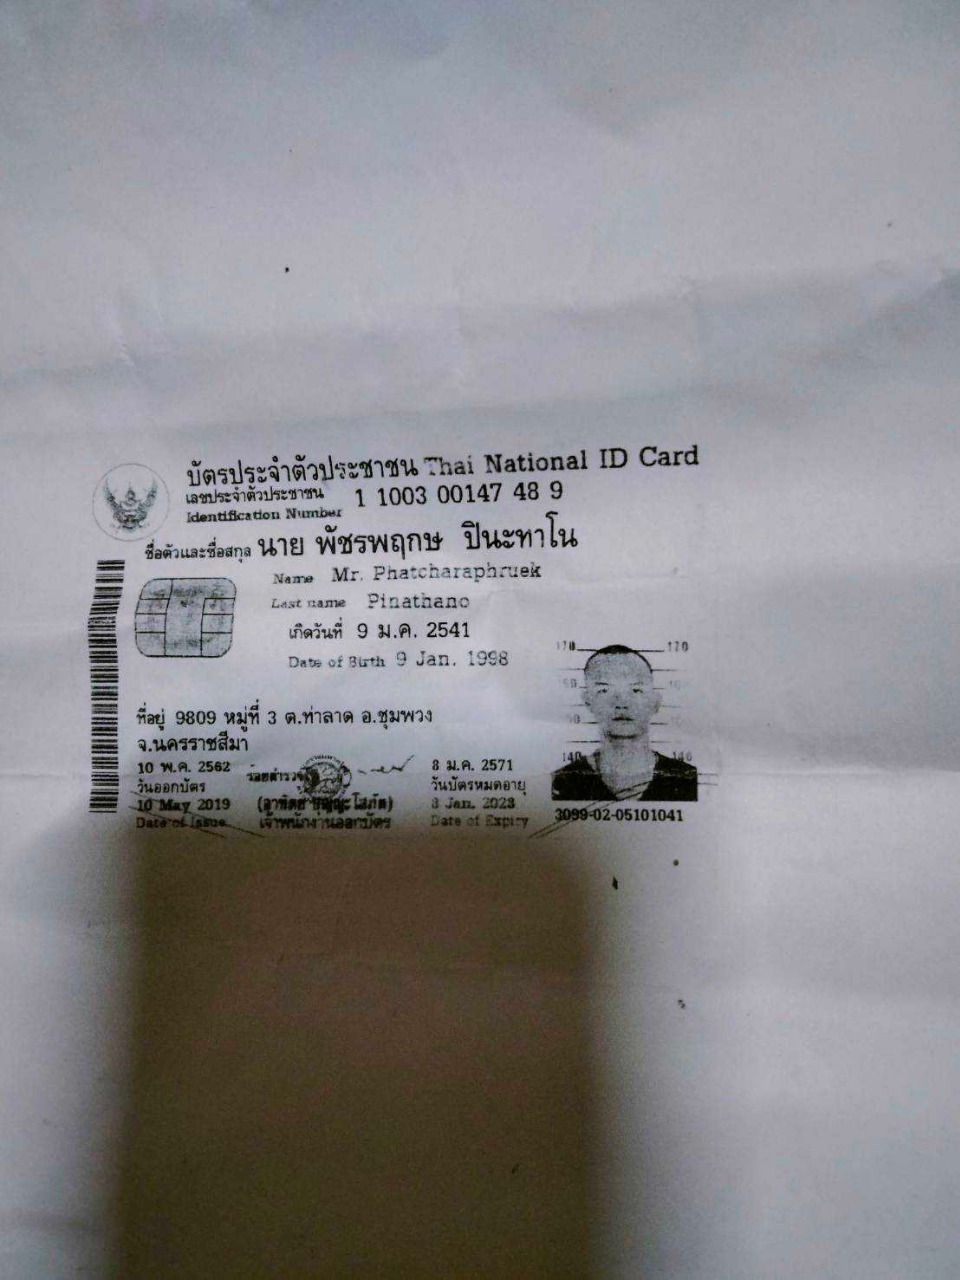 บัตรประจำตัวประชาชน Thai National ID Card
เลขประจำตัวประชาชน 1 1003 00147 48 9
Identification Number
ชื่อตัวและชื่อสกุล นาย พัชรพฤกษ ปินะทาโน
Name Mr. Phatcharaphruek
Last name Pinathano
เกิดวันที่ 9 ม.ค. 2541
Date of Birth 9 Jan. 1998
ที่อยู่ 9809 หมู่ที่ 3 ต.ท่าลาด อ.ชุมพวง
จ.นครราชสีมา
10 พ.ค. 2562
วันออกบัตร
10 May 2019
Date of Issue
ร้อยตำรวจ
เจ้าพนักงานออกบัตร
8 ม.ค. 2571
วันบัตรหมดอายุ
8 Jan.
Date of Expiry
170 170
140 140
3099-02-05101041